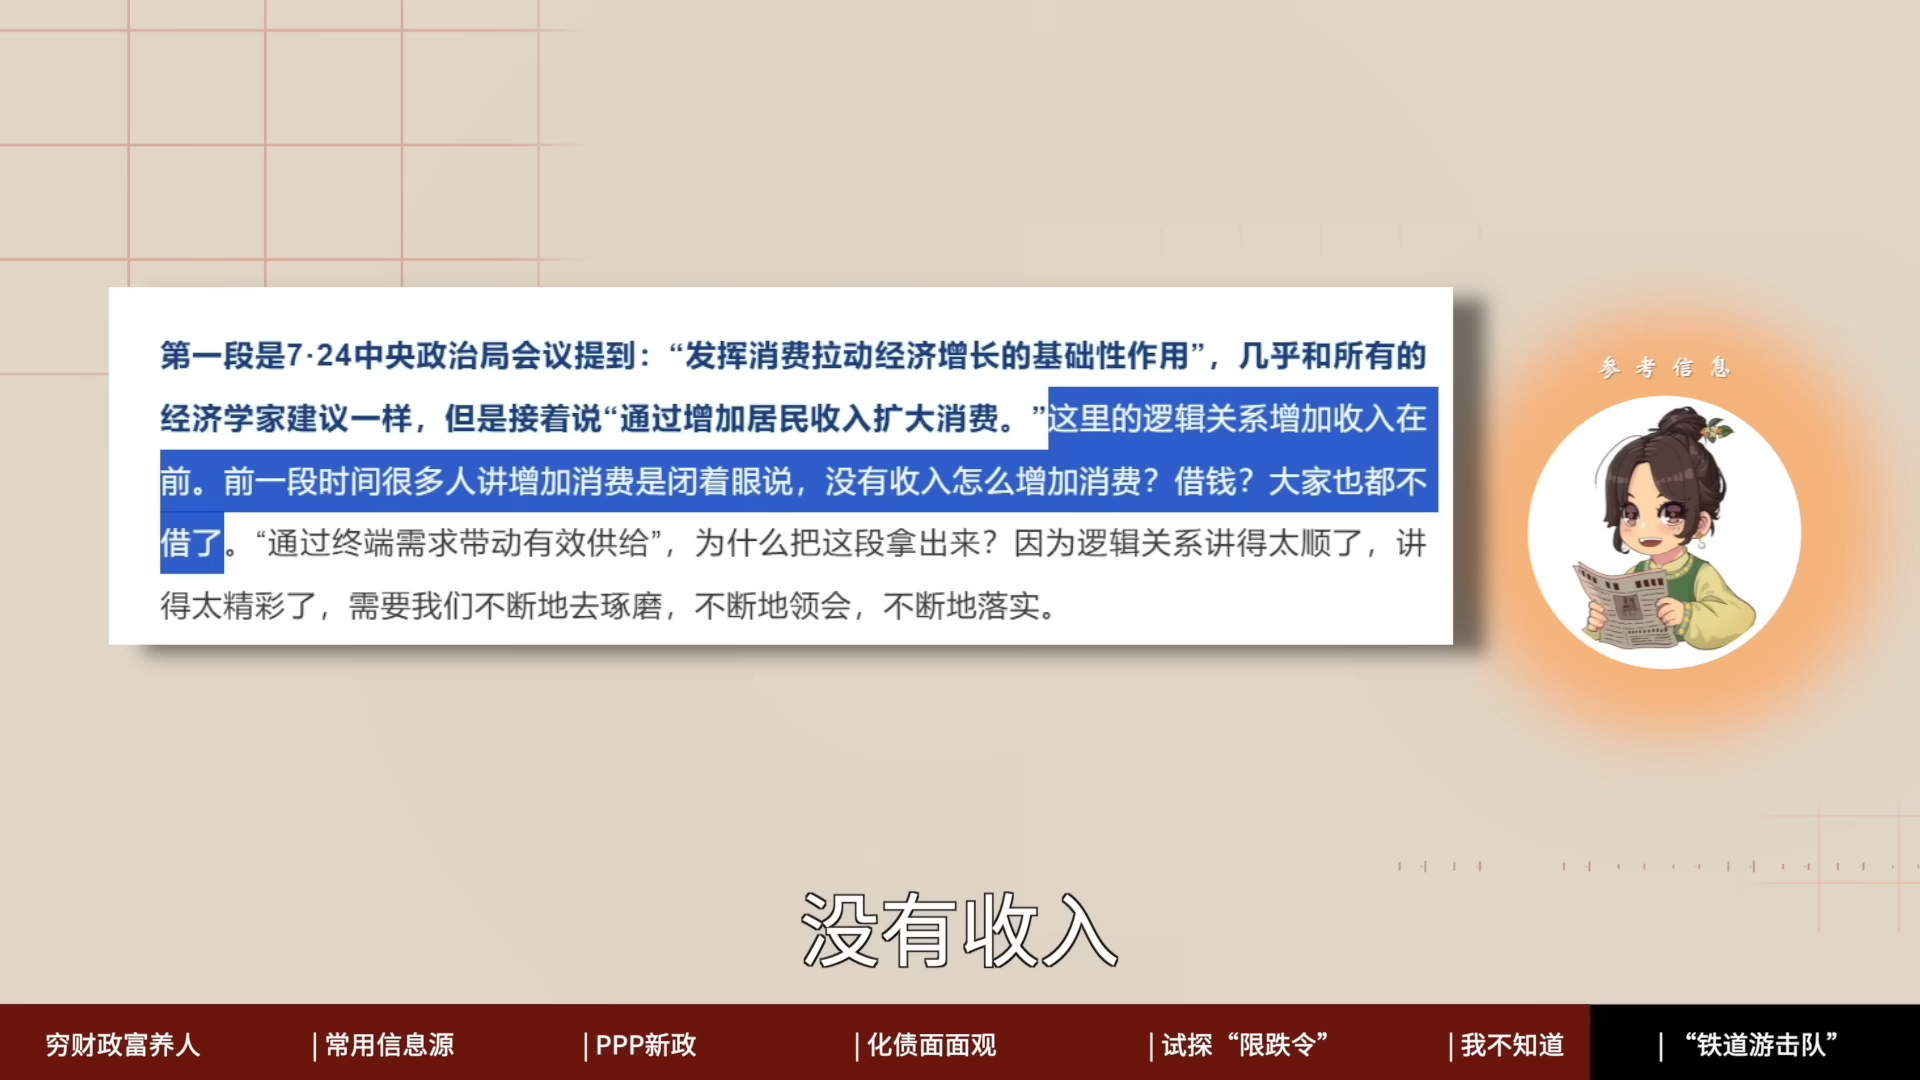 第一段是7·24中央政治局会议提到：“发挥消费拉动经济增长的基础性作用”，几乎和所有的
经济学家建议一样，但是接着说“通过增加居民收入扩大消费。”这里的逻辑关系增加收入在
前。前一段时间很多人讲增加消费是闭着眼说，没有收入怎么增加消费？借钱？大家也都不
借了。“通过终端需求带动有效供给”，为什么把这段拿出来？因为逻辑关系讲得太顺了，讲
得太精彩了，需要我们不断地去琢磨，不断地领会，不断地落实。
参考信息
没有收入
穷财政富养人 |常用信息源 |PPP新政 |化债面面观 |试探“限跌令” |我不知道 |“铁道游击队”